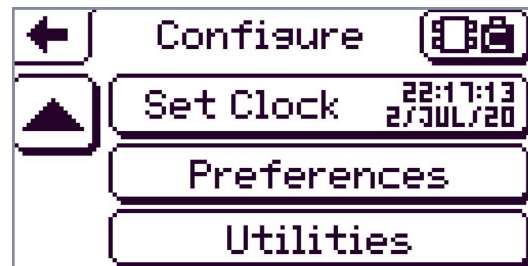 Configure
Set Clock 22:17:13
2/JUL/20
Preferences
Utilities